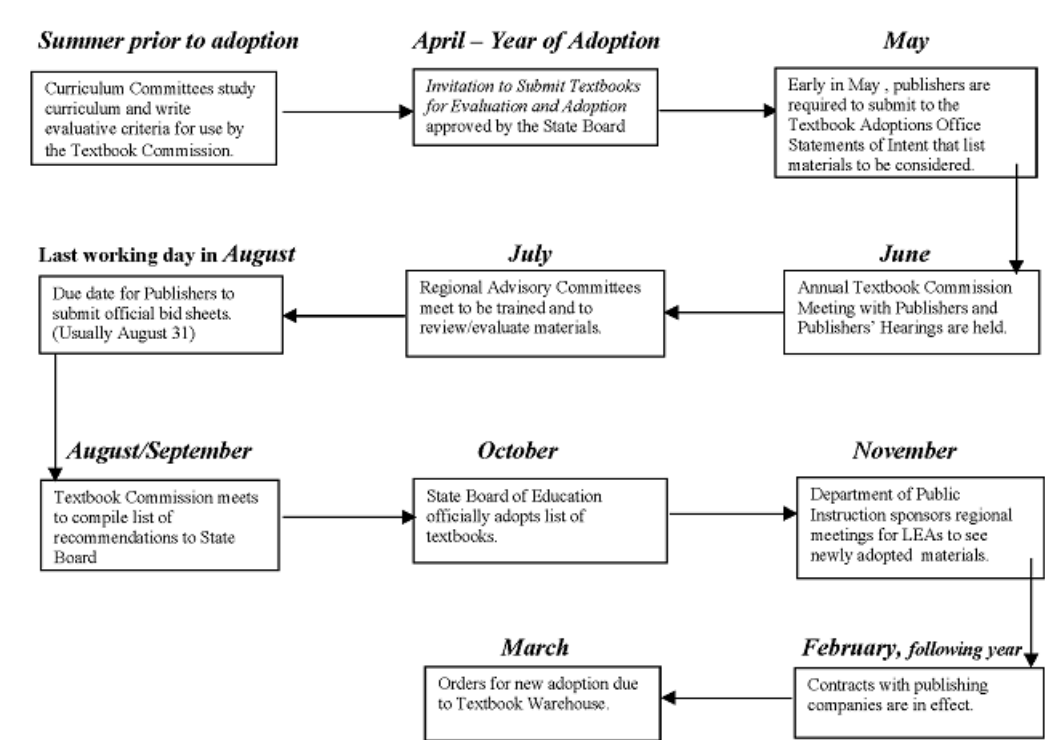 Summer prior to adoption
Curriculum Committees study
curriculum and write
evaluative criteria for use by
the Textbook Commission.
April – Year of Adoption
Invitation to Submit Textbooks
for Evaluation and Adoption
approved by the State Board
May
Early in May , publishers are
required to submit to the
Textbook Adoptions Office
Statements of Intent that list
materials to be considered.
June
Annual Textbook Commission
Meeting with Publishers and
Publishers' Hearings are held.
July
Regional Advisory Committees
meet to be trained and to
review/evaluate materials.
Last working day in August
Due date for Publishers to
submit official bid sheets.
(Usually August 31)
August/September
Textbook Commission meets
to compile list of
recommendations to State
Board
October
State Board of Education
officially adopts list of
textbooks.
November
Department of Public
Instruction sponsors regional
meetings for LEAs to see
newly adopted materials.
February, following year
Contracts with publishing
companies are in effect.
March
Orders for new adoption due
to Textbook Warehouse.